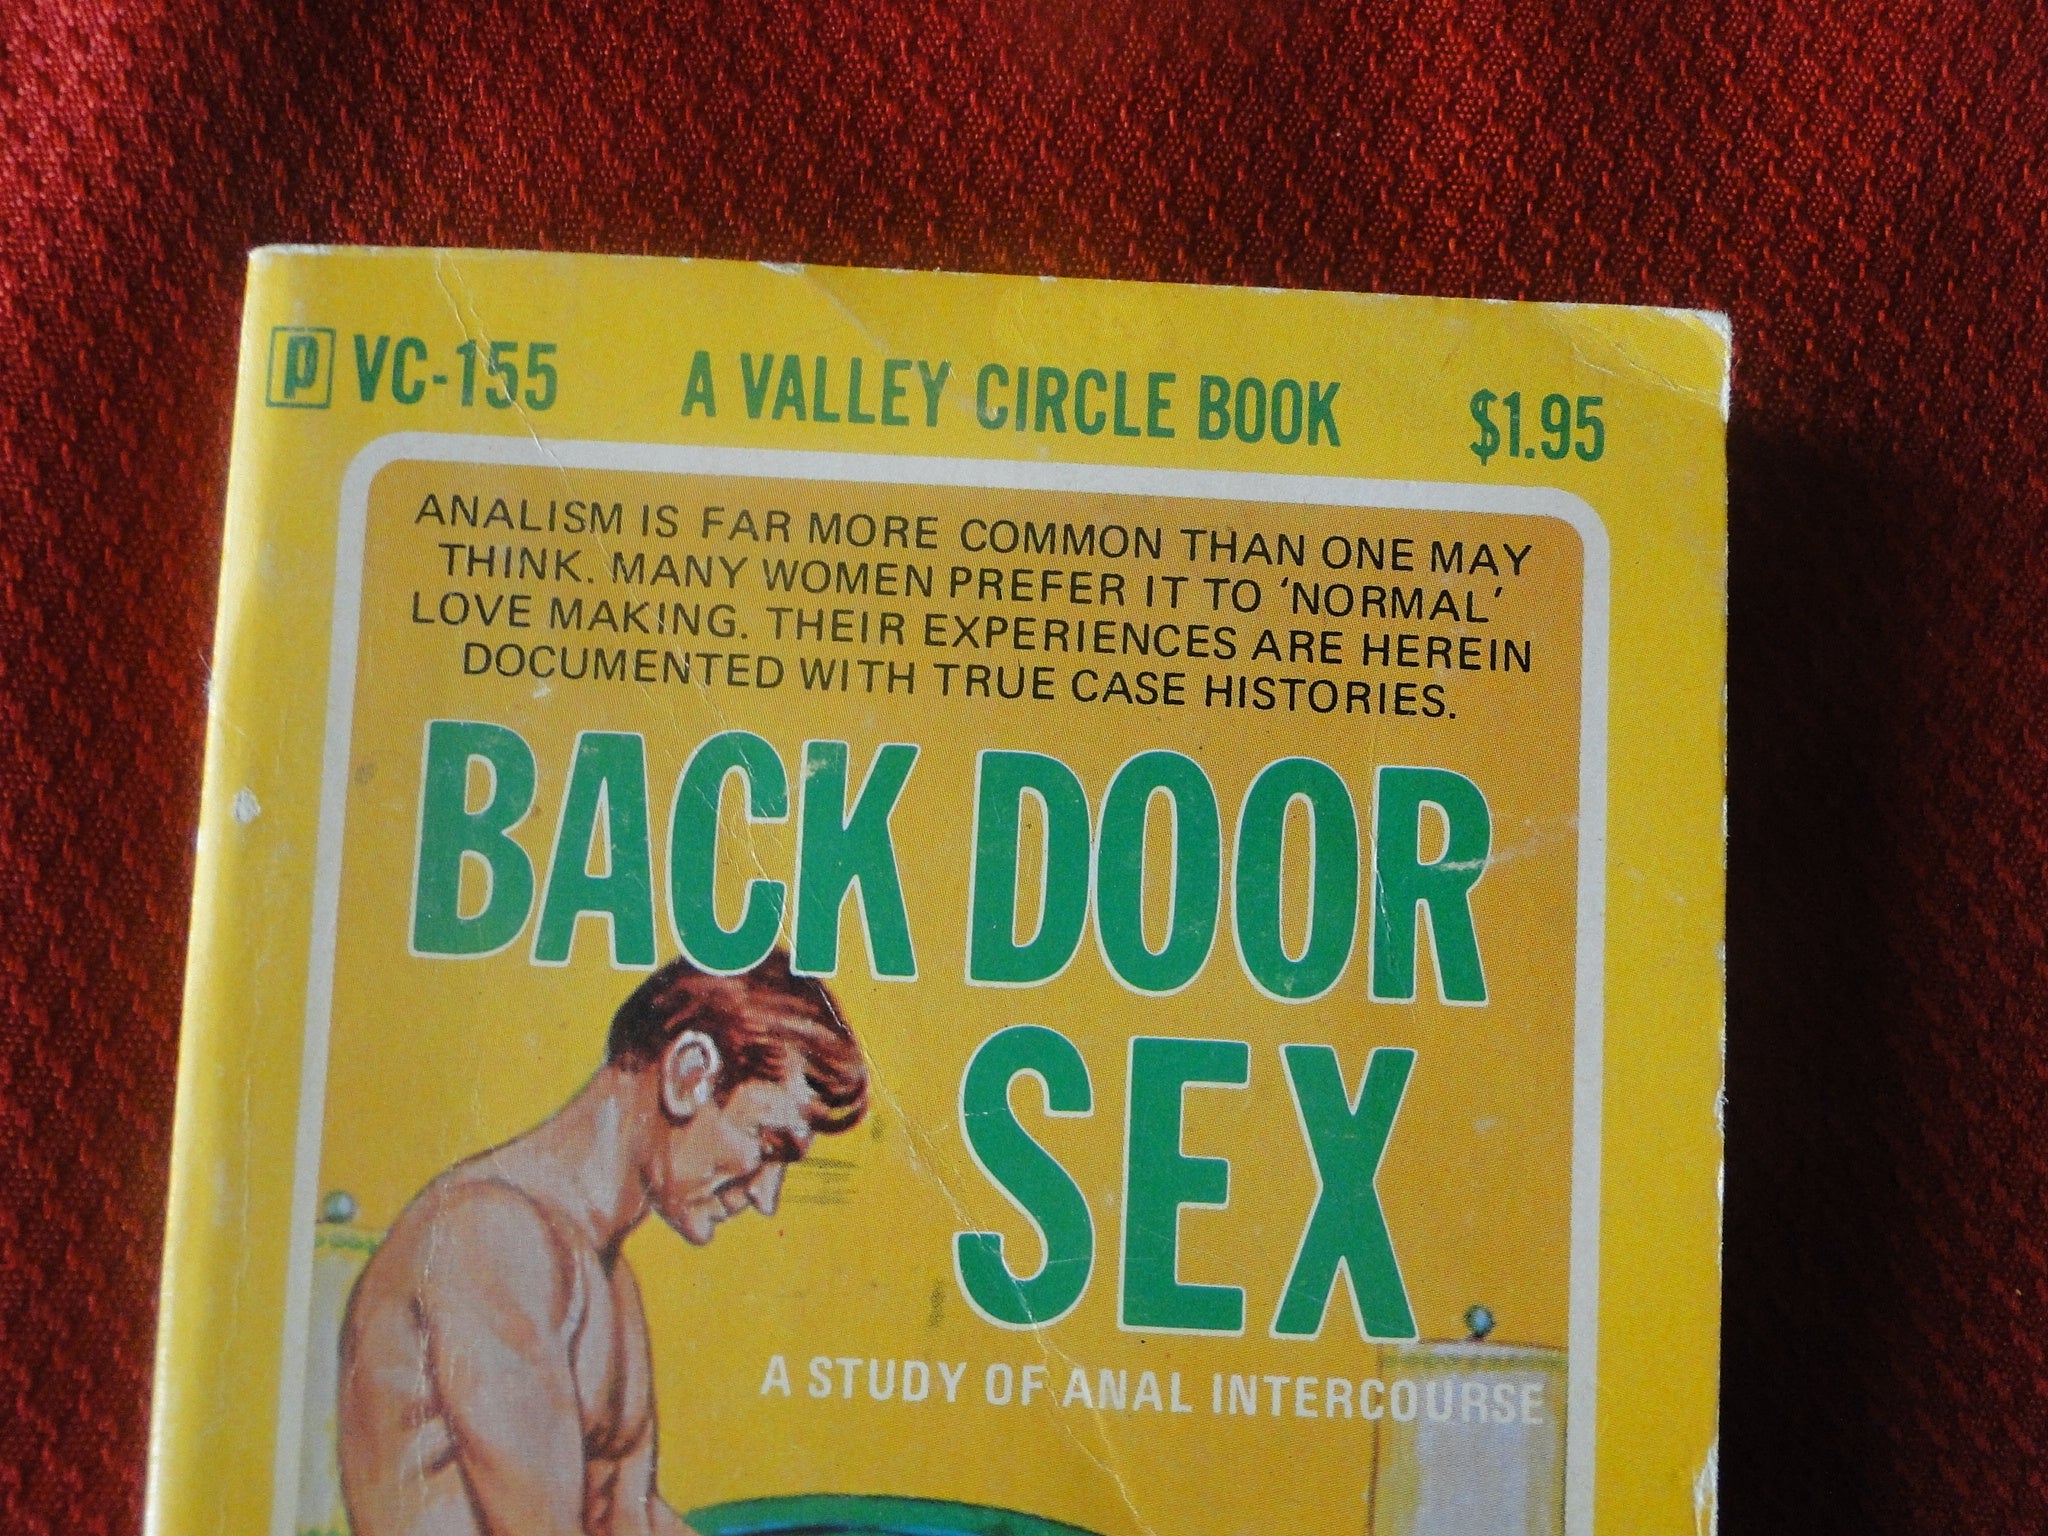 p VC-155 A VALLEY CIRCLE BOOK $1.95
ANALISM IS FAR MORE COMMON THAN ONE MAY
THINK. MANY WOMEN PREFER IT TO 'NORMAL'
LOVE MAKING. THEIR EXPERIENCES ARE HEREIN
DOCUMENTED WITH TRUE CASE HISTORIES.
BACK DOOR
SEX
A STUDY OF ANAL INTERCOURSE